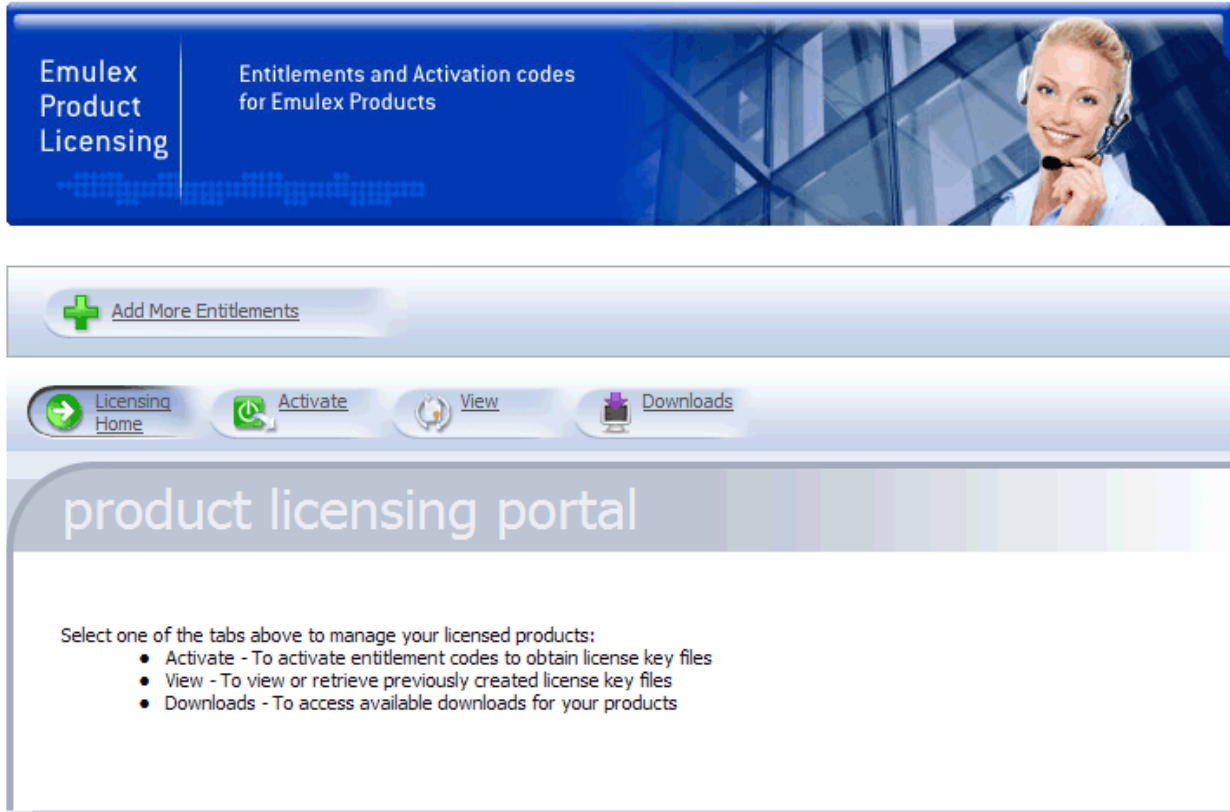 Emulex
Product
Licensing
Entitlements and Activation codes
for Emulex Products
Add More Entitlements
Licensing
Home
Activate
View
Downloads
product licensing portal
Select one of the tabs above to manage your licensed products:
● Activate - To activate entitlement codes to obtain license key files
● View - To view or retrieve previously created license key files
● Downloads - To access available downloads for your products